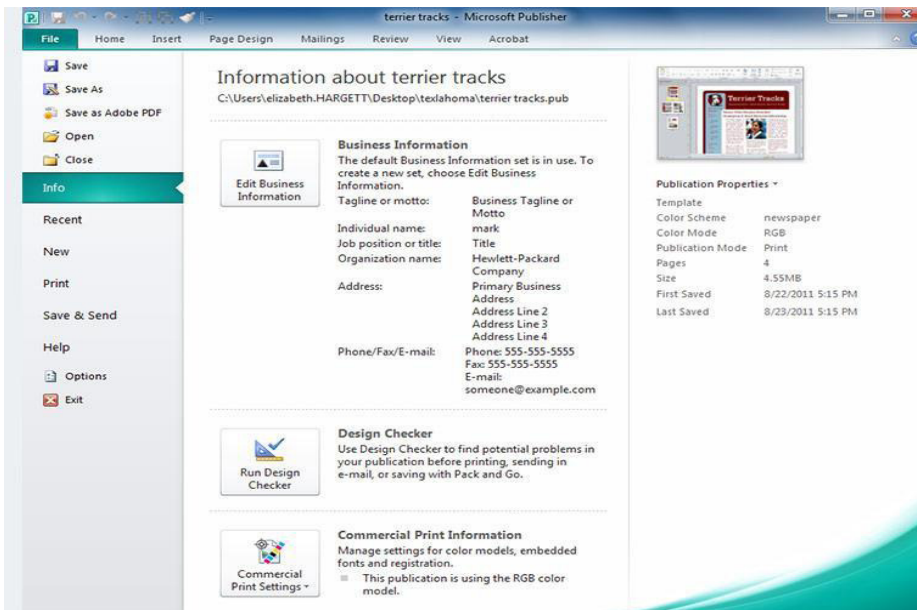 terrier tracks - Microsoft Publisher
File Home Insert Page Design Mailings Review View Acrobat
Save
Save As
Save as Adobe PDF
Open
Close
Info
Recent
New
Print
Save & Send
Help
Options
Exit
Information about terrier tracks
C:\Users\elizabeth.HARGETT\Desktop\texlahoma\terrier tracks.pub
Edit Business
Information
Business Information
The default Business Information set is in use. To
create a new set, choose Edit Business
Information.
Tagline or motto: Business Tagline or
Motto
Individual name: mark
Job position or title: Title
Organization name: Hewlett-Packard
Company
Address: Primary Business
Address
Address Line 2
Address Line 3
Address Line 4
Phone/Fax/E-mail: Phone: 555-555-5555
Fax: 555-555-5555
E-mail:
someone@example.com
Run Design
Checker
Design Checker
Use Design Checker to find potential problems in
your publication before printing, sending in
e-mail, or saving with Pack and Go.
Commercial
Print Settings
Commercial Print Information
Manage settings for color models, embedded
fonts and registration.
This publication is using the RGB color
model.
Terrier Tracks
Publication Properties
Template
Color Scheme newspaper
Color Mode RGB
Publication Mode Print
Pages 4
Size 4.55MB
First Saved 8/22/2011 5:15 PM
Last Saved 8/23/2011 5:15 PM